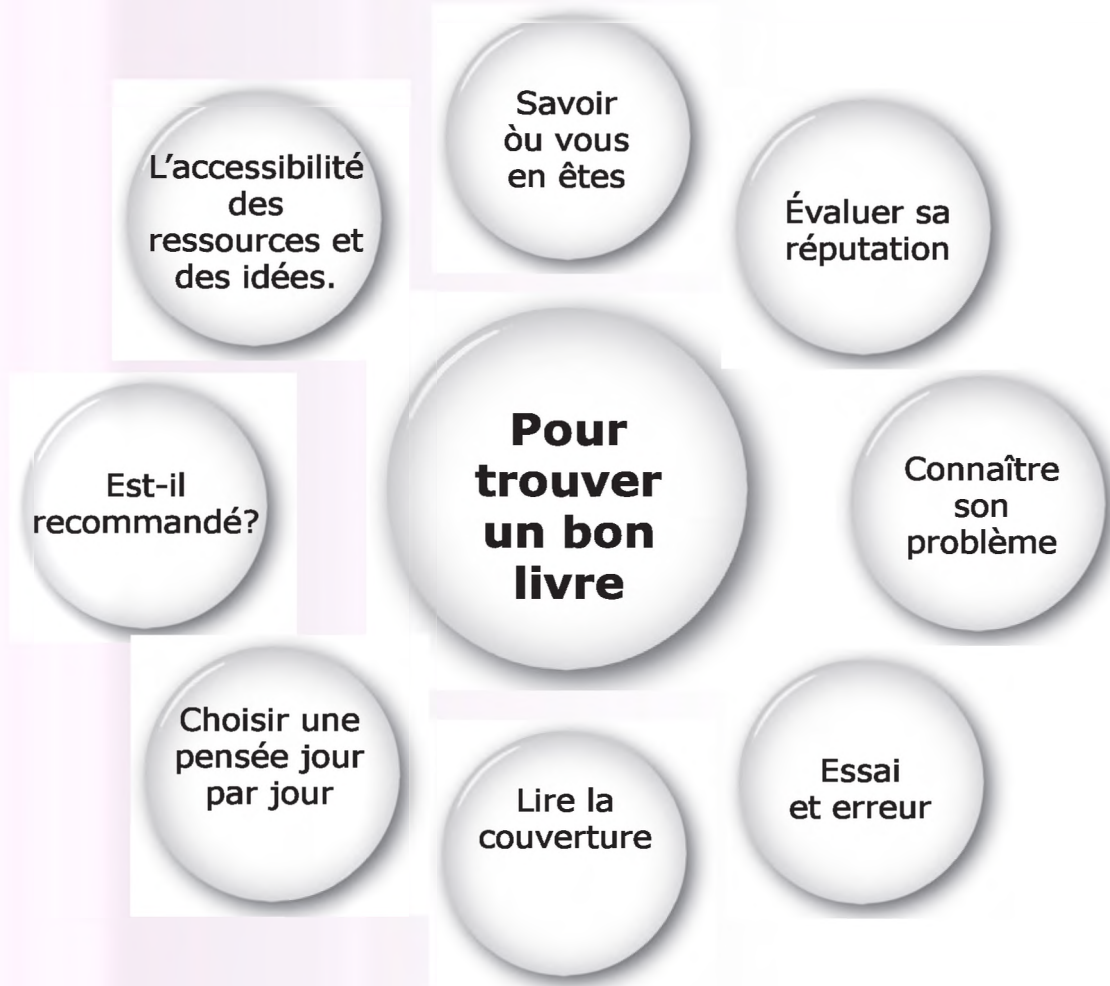 Savoir
òu vous
en êtes
L'accessibilité
des
ressources et
des idées.
Évaluer sa
réputation
Pour
trouver
un bon
livre
Est-il
recommandé?
Connaître
son
problème
Choisir une
pensée jour
par jour
Lire la
couverture
Essai
et erreur